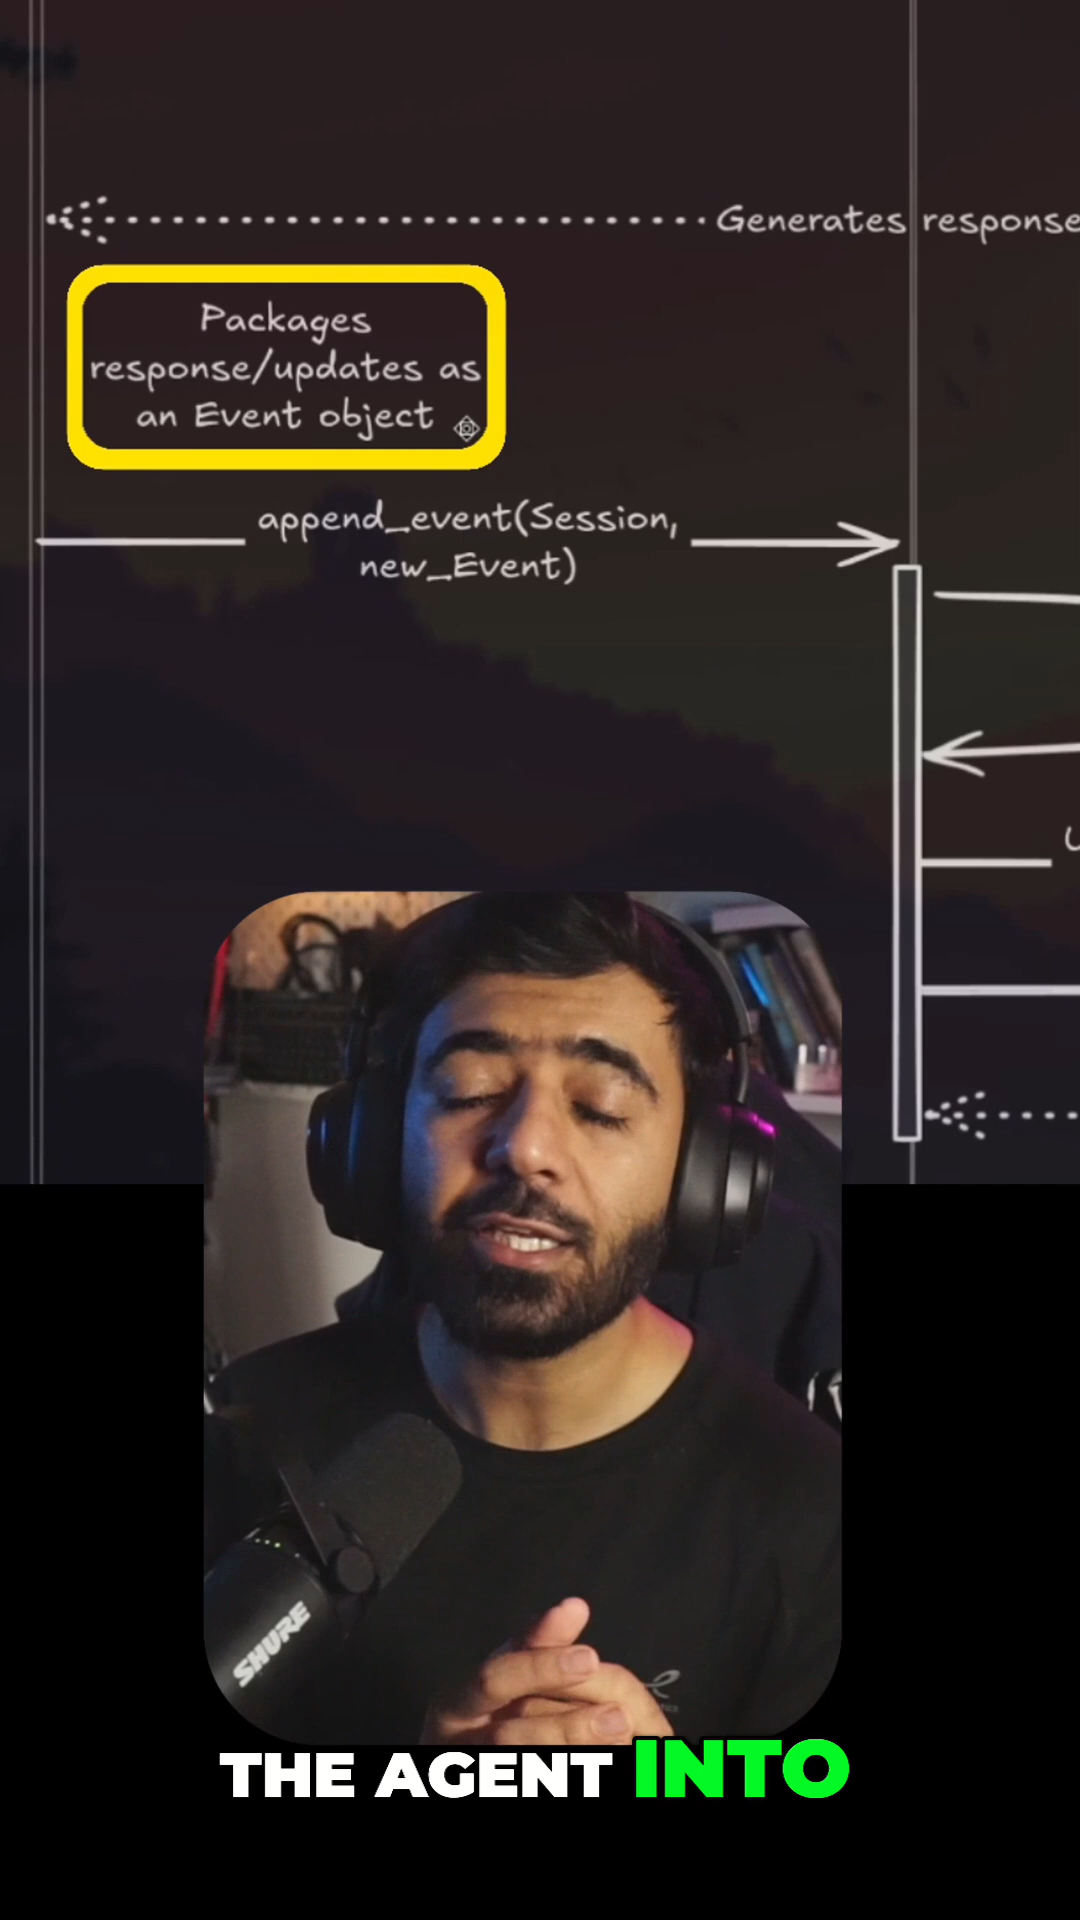 Generates response
Packages
response/updates as
an Event object
append_event(Session,
new_Event)
SHURE
THE AGENT INTO